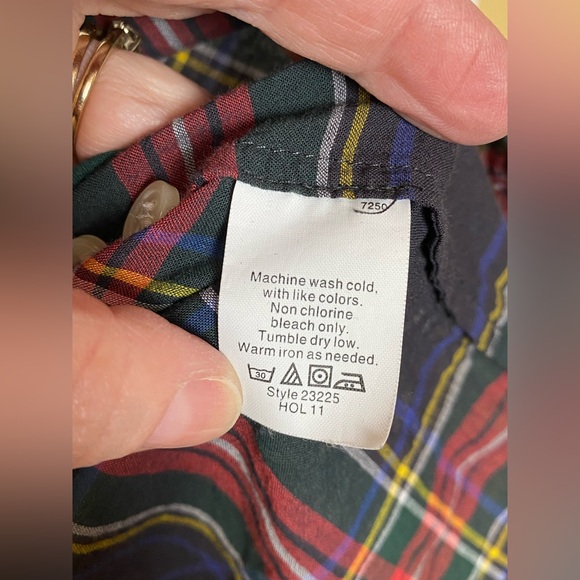 7250
Machine wash cold,
with like colors.
Non chlorine
bleach only.
Tumble dry low.
Warm iron as needed.
30
Style 23225
HOL 11